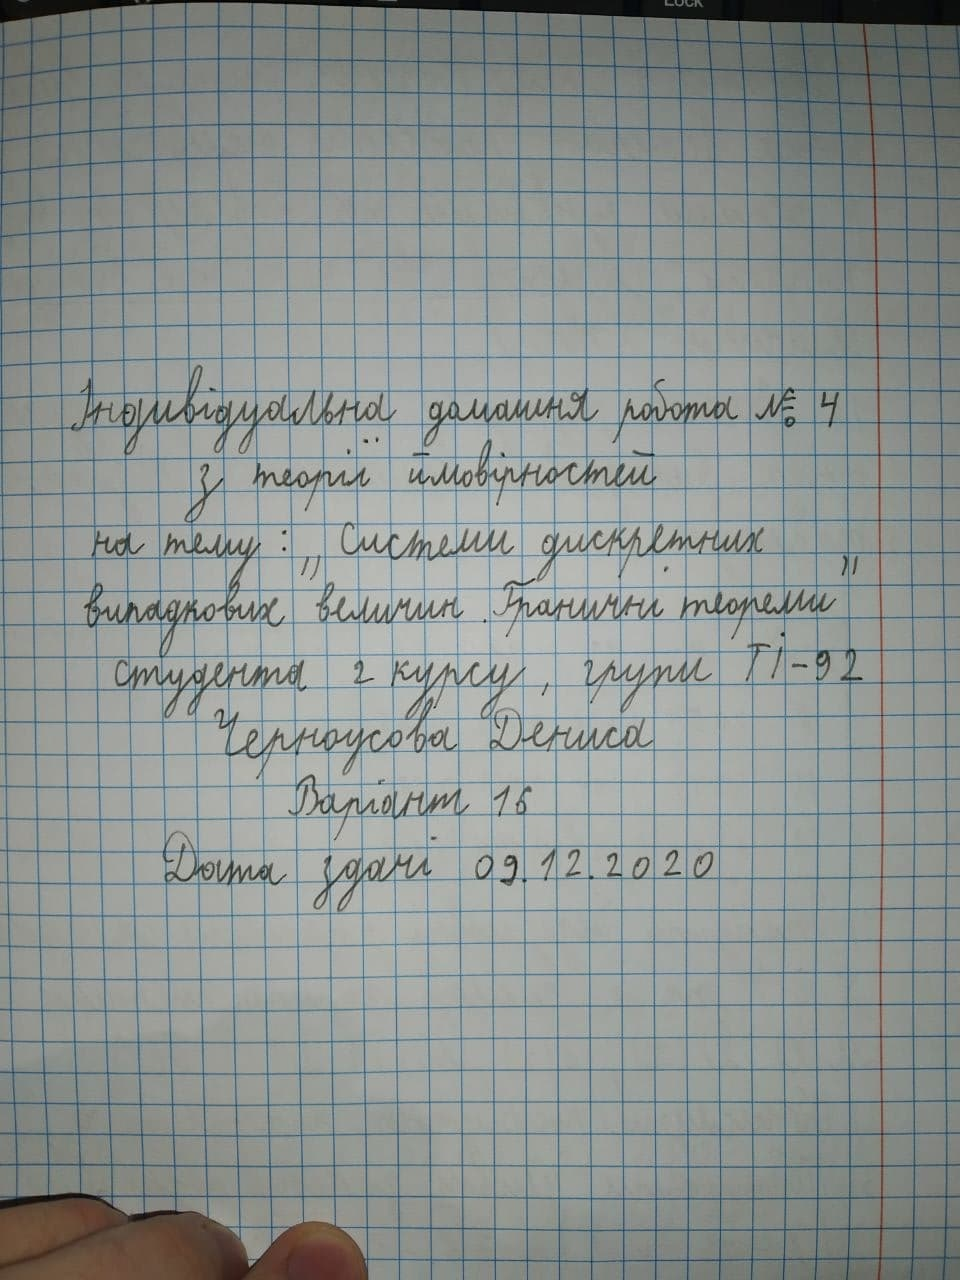 Lock
Індивідуальна домашня робота № 4
з теорії ймовірностей
на тему: „Системи дискретних
випадкових величин. Граничні теореми"
студента 2 курсу, групи ТІ-92
Черноусова Дениса
Варіант 16
Дата здачі 09.12.2020